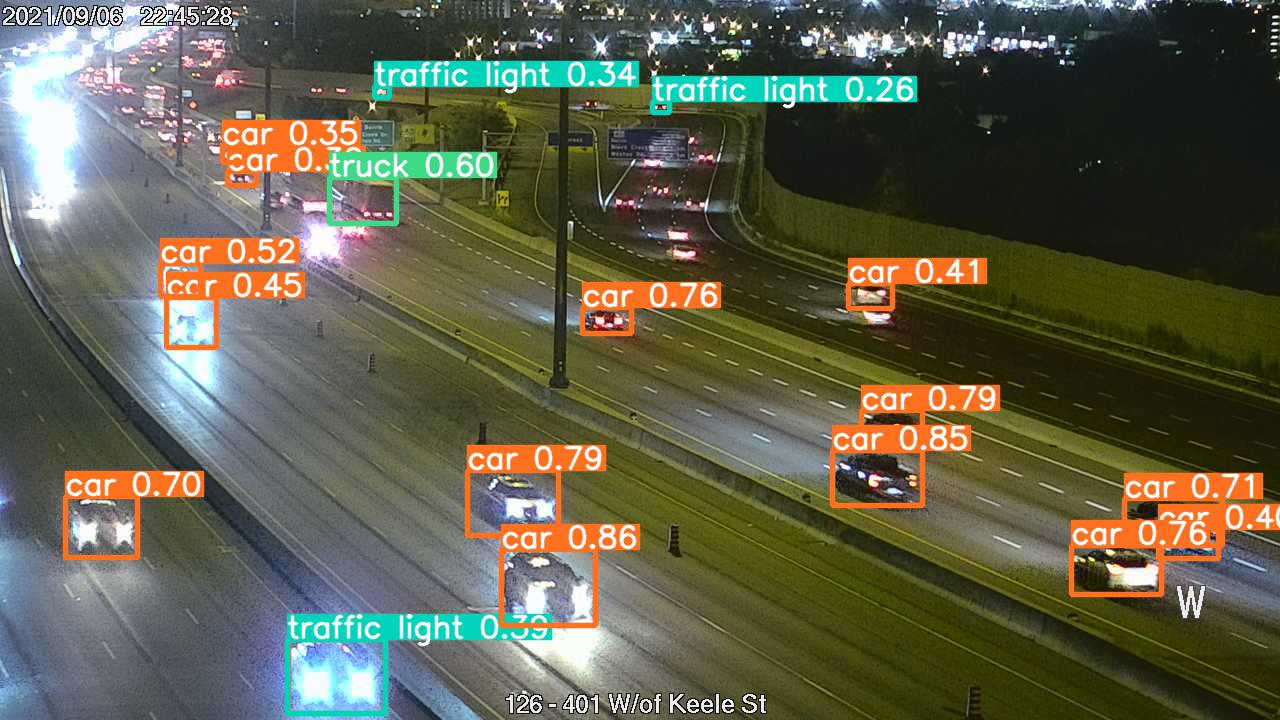 2021/09/06 22:45:28
traffic light 0.34
traffic light 0.26
car 0.35
car
truck 0.60
car 0.52
car 0.45
car 0.76
car 0.41
car 0.79
car 0.85
car 0.79
car 0.70
car 0.71
car
car 0.76
car 0.86
W
traffic light 0.39
126 - 401 W/of Keele St